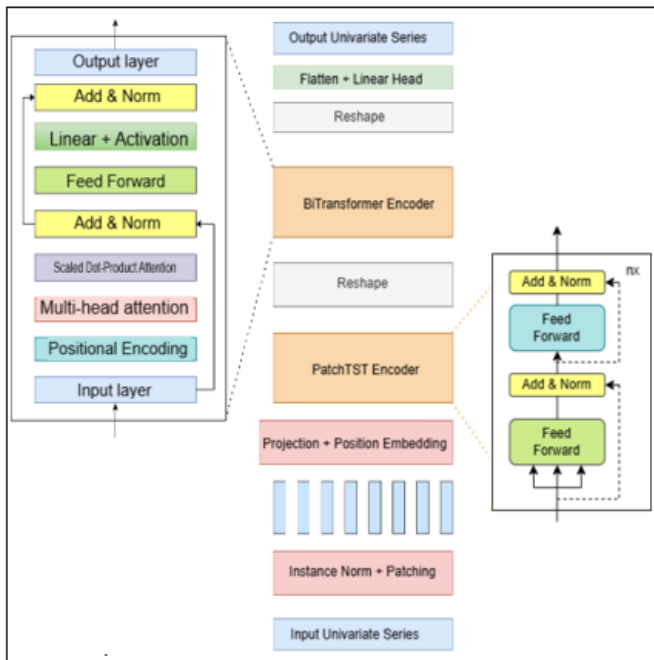 Output layer
Add & Norm
Linear + Activation
Feed Forward
Add & Norm
Scaled Dot-Product Attention
Multi-head attention
Positional Encoding
Input layer
Output Univariate Series
Flatten + Linear Head
Reshape
BiTransformer Encoder
Reshape
PatchTST Encoder
Projection + Position Embedding
Instance Norm + Patching
Input Univariate Series
nx
Add & Norm
Feed
Forward
Add & Norm
Feed
Forward